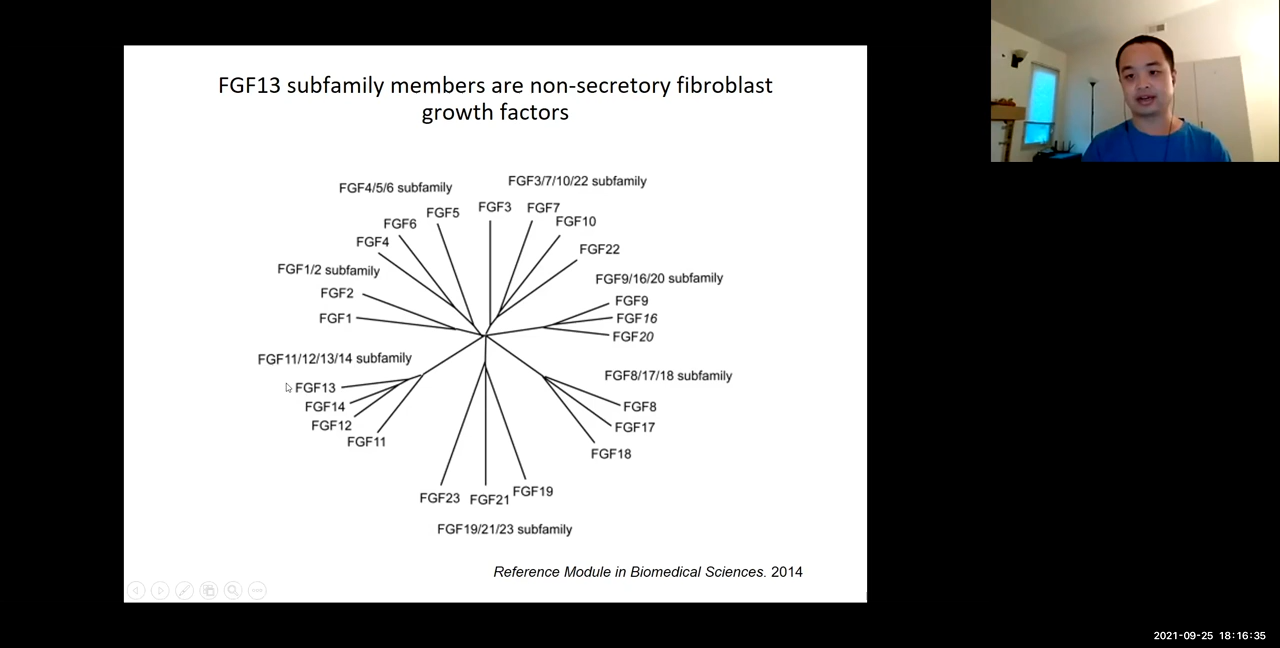 FGF13 subfamily members are non-secretory fibroblast
growth factors
FGF4/5/6 subfamily
FGF3/7/10/22 subfamily
FGF3
FGF7
FGF5
FGF10
FGF6
FGF4
FGF22
FGF1/2 subfamily
FGF9/16/20 subfamily
FGF2
FGF9
FGF1
FGF16
FGF20
FGF11/12/13/14 subfamily
FGF8/17/18 subfamily
FGF13
FGF14
FGF8
FGF12
FGF17
FGF11
FGF18
FGF23
FGF21
FGF19
FGF19/21/23 subfamily
Reference Module in Biomedical Sciences. 2014
2021-09-25 18:16:35